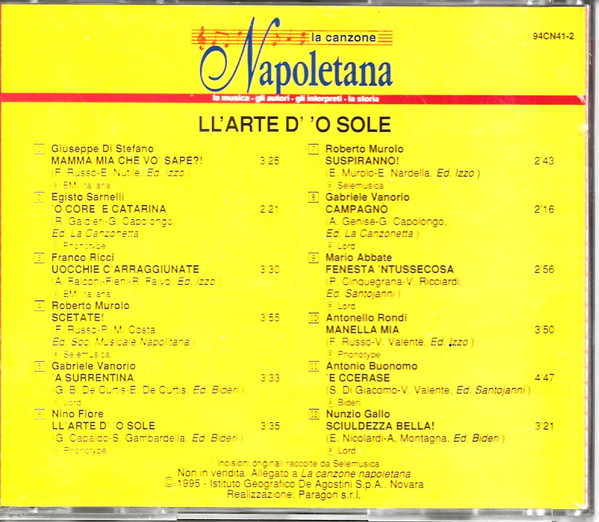 la canzone
94CN41-2
Napoletana
la musica - gli autori - gli interpreti - la storia
LL'ARTE D' 'O SOLE
1 Giuseppe Di Stefano
MAMMA MIA CHE VO' SAPE?! 3'25
(F. Russo-E. Nutile, Ed. Izzo)
℗ EMI Italiana
2 Egisto Sarnelli
'O CORE 'E CATARINA 2'21
(R. Galdieri-G. Capolongo,
Ed. La Canzonetta)
℗ Phonotype
3 Franco Ricci
UOCCHIE C'ARRAGGIUNATE 3'30
(A. Falconi-Fieni-R. Falvo, Ed. Izzo)
℗ EMI Italiana
4 Roberto Murolo
SCETATE! 3'55
(F. Russo-P. M. Costa,
Ed. Soc. Musicale Napolitana)
℗ Selemusica
5 Gabriele Vanorio
'A SURRENTINA 3'33
(G. B. De Curtis-E. De Curtis, Ed. Bideri)
℗ Lord
6 Nino Fiore
LL'ARTE D' 'O SOLE 3'35
(G. Capaldo-S. Gambardella, Ed. Bideri)
℗ Phonotype
7 Roberto Murolo
SUSPIRANNO! 2'43
(E. Murolo-E. Nardella, Ed. Izzo)
℗ Selemusica
8 Gabriele Vanorio
CAMPAGNO' 2'16
(A. Genise-G. Capolongo,
Ed. La Canzonetta)
℗ Lord
9 Mario Abbate
FENESTA 'NTUSSECOSA 2'56
(P. Cinquegrana-V. Ricciardi,
Ed. Santojanni)
℗ Lord
10 Antonello Rondi
MANELLA MIA 3'50
(F. Russo-V. Valente, Ed. Izzo)
℗ Phonotype
11 Antonio Buonomo
'E CCERASE 4'47
(S. Di Giacomo-V. Valente, Ed. Santojanni)
℗ Bideri
12 Nunzio Gallo
SCIULDEZZA BELLA! 3'21
(E. Nicolardi-A. Montagna, Ed. Bideri)
℗ Lord
Incisioni originali raccolte da Selemusica
Non in vendita. Allegato a La canzone napoletana
© 1995 - Istituto Geografico De Agostini S.p.A., Novara
Realizzazione: Paragon s.r.l.